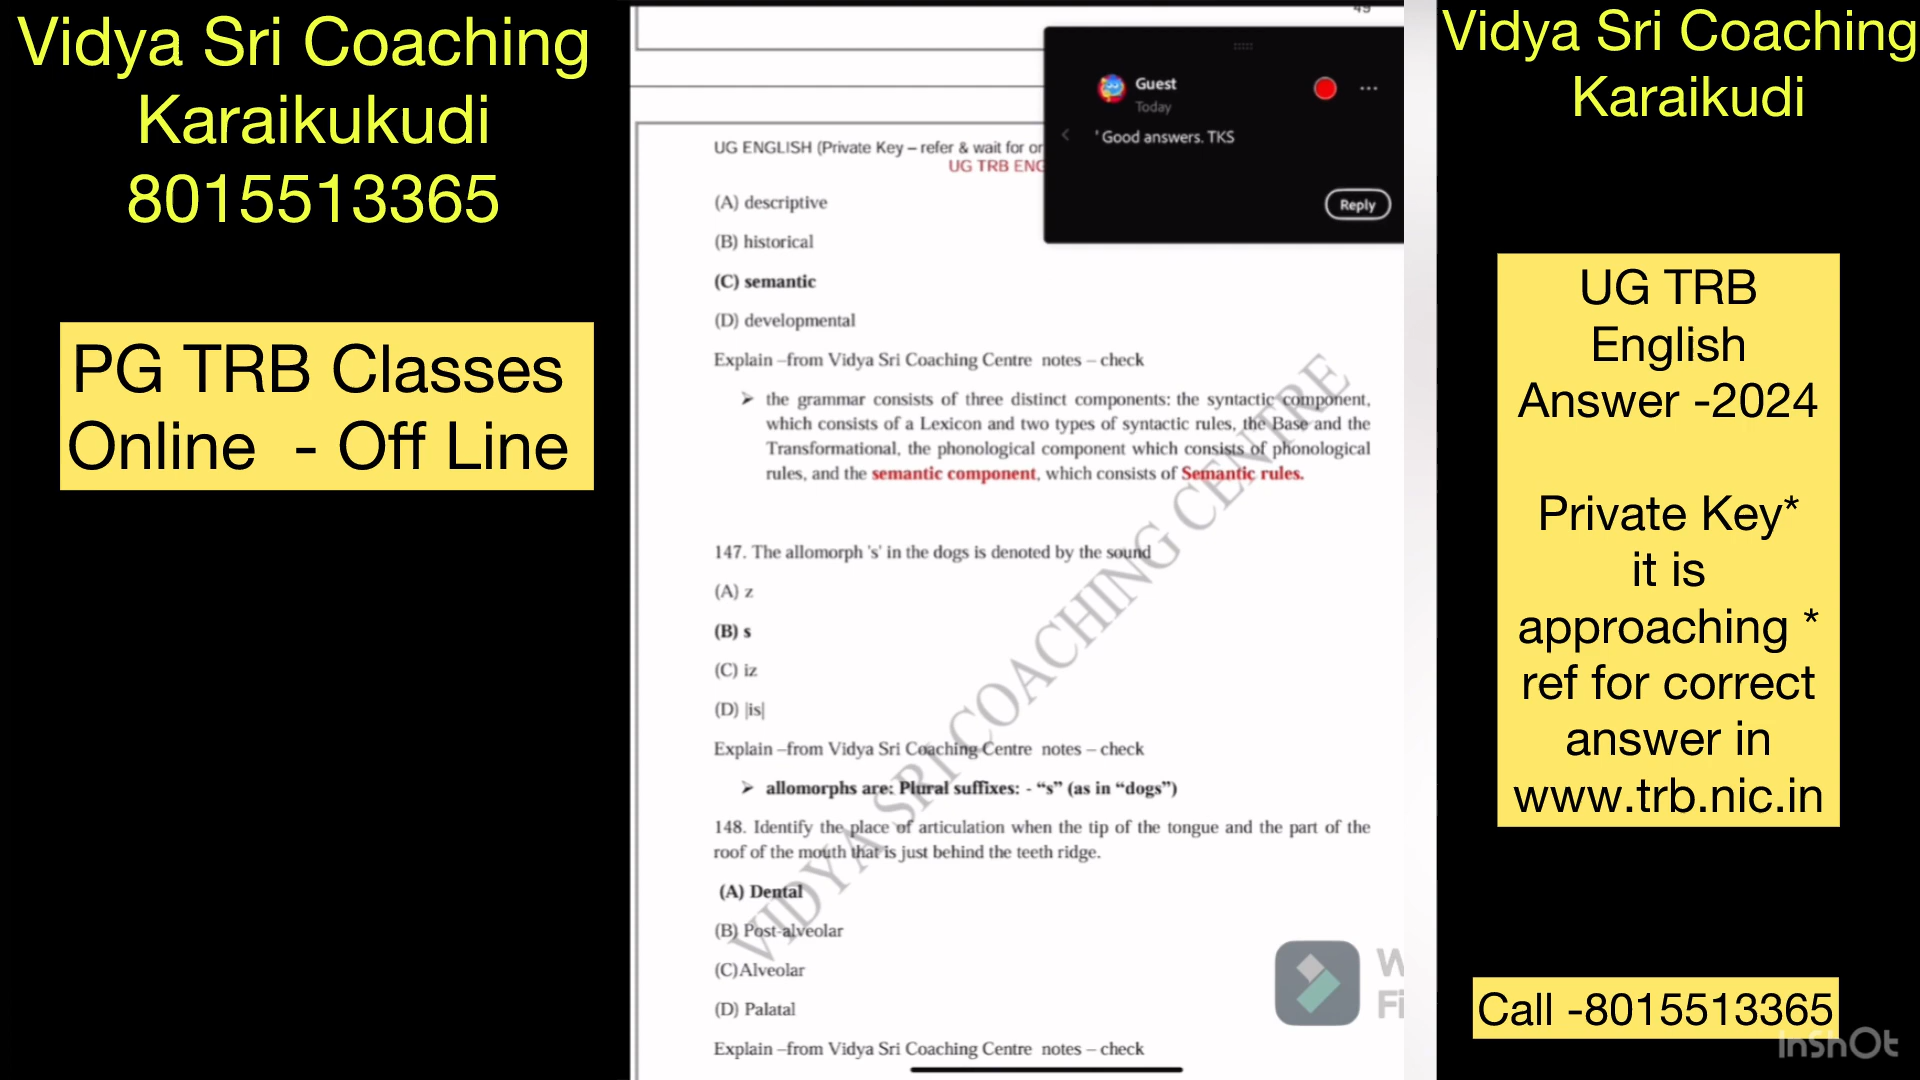 Vidya Sri Coaching
Karaikukudi
8015513365
PG TRB Classes
Online - Off Line
49
UG ENGLISH (Private Key – refer & wait for or
UG TRB ENG
(A) descriptive
(B) historical
(C) semantic
(D) developmental
Explain –from Vidya Sri Coaching Centre notes – check
➢ the grammar consists of three distinct components: the syntactic component,
which consists of a Lexicon and two types of syntactic rules, the Base and the
Transformational, the phonological component which consists of phonological
rules, and the semantic component, which consists of Semantic rules.
147. The allomorph 's' in the dogs is denoted by the sound
(A) z
(B) s
(C) iz
(D) |is|
Explain –from Vidya Sri Coaching Centre notes – check
➢ allomorphs are: Plural suffixes: - “s” (as in “dogs”)
148. Identify the place of articulation when the tip of the tongue and the part of the
roof of the mouth that is just behind the teeth ridge.
(A) Dental
(B) Post-alveolar
(C)Alveolar
(D) Palatal
Explain –from Vidya Sri Coaching Centre notes – check
VIDYA SRI COACHING CENTRE
Guest
Today
' Good answers. TKS
Reply
W
Fi
Vidya Sri Coaching
Karaikudi
UG TRB
English
Answer -2024
Private Key*
it is
approaching *
ref for correct
answer in
www.trb.nic.in
Call -8015513365
InShOt